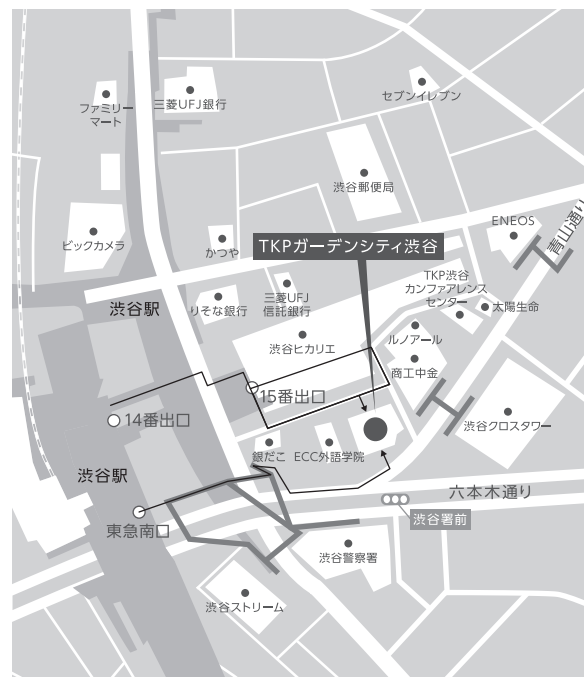 ファミリー
マート
三菱UFJ銀行
セブンイレブン
渋谷郵便局
ビックカメラ
かつや
TKPガーデンシティ渋谷
ENEOS
青山通り
渋谷駅
りそな銀行
三菱UFJ
信託銀行
TKP渋谷
カンファアレンス
センター
太陽生命
渋谷ヒカリエ
ルノアール
商工中金
15番出口
14番出口
渋谷クロスタワー
銀だこ
ECC外語学院
渋谷駅
六本木通り
東急南口
渋谷署前
渋谷警察署
渋谷ストリーム